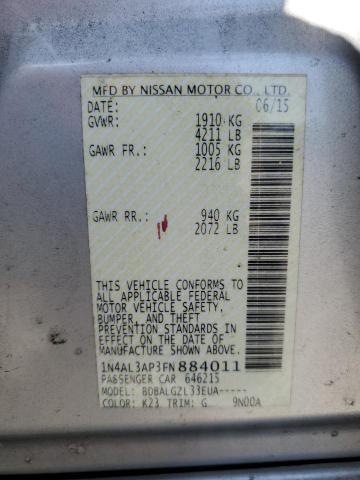 MFD BY NISSAN MOTOR CO., LTD.
DATE: 06/15
GVWR: 1910 KG
4211 LB
GAWR FR.: 1005 KG
2216 LB
GAWR RR.: 940 KG
2072 LB
THIS VEHICLE CONFORMS TO
ALL APPLICABLE FEDERAL
MOTOR VEHICLE SAFETY,
BUMPER, AND THEFT
PREVENTION STANDARDS IN
EFFECT ON THE DATE OF
MANUFACTURE SHOWN ABOVE.
1N4AL3AP3FN884011
PASSENGER CAR 646215
MODEL: BDBALGZL33EUA-----
COLOR: K23 TRIM: G 9N00A